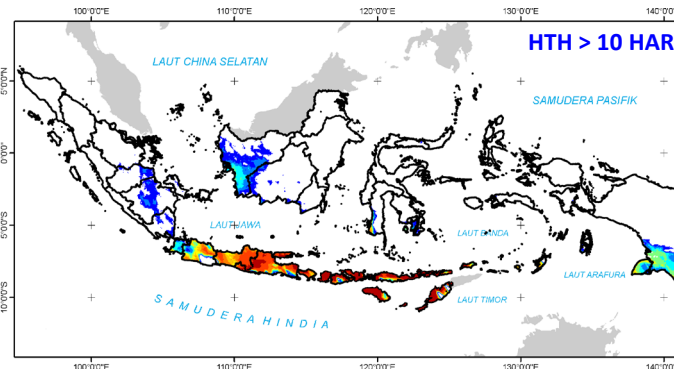 100°0'0"E 110°0'0"E 120°0'0"E 130°0'0"E 140°0'0"E
HTH > 10 HAR
LAUT CHINA SELATAN
5°0'0"N
SAMUDERA PASIFIK
0°0'0"
LAUT JAWA
5°0'0"S
LAUT BANDA
LAUT ARAFURA
10°0'0"S
SAMUDERA HINDIA
LAUT TIMOR
100°0'0"E 110°0'0"E 120°0'0"E 130°0'0"E 140°0'0"E